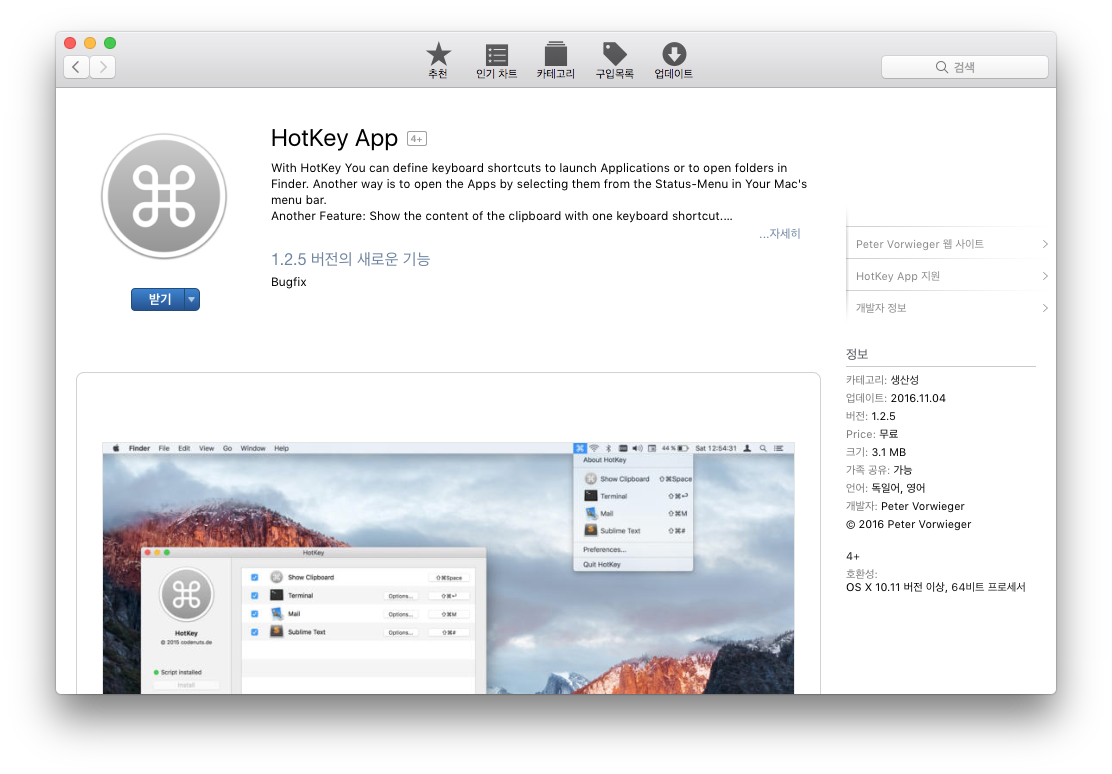 추천
인기 차트
카테고리
구입목록
업데이트
검색
HotKey App 4+
With HotKey You can define keyboard shortcuts to launch Applications or to open folders in
Finder. Another way is to open the Apps by selecting them from the Status-Menu in Your Mac's
menu bar.
Another Feature: Show the content of the clipboard with one keyboard shortcut....
...자세히
1.2.5 버전의 새로운 기능
Bugfix
받기
Peter Vorwieger 웹 사이트
HotKey App 지원
개발자 정보
정보
카테고리: 생산성
업데이트: 2016.11.04
버전: 1.2.5
Price: 무료
크기: 3.1 MB
가족 공유: 가능
언어: 독일어, 영어
개발자: Peter Vorwieger
© 2016 Peter Vorwieger
4+
호환성:
OS X 10.11 버전 이상, 64비트 프로세서
Finder File Edit View Go Window Help
44 % Sat 12:54:31
About HotKey
Show Clipboard ⇧⌘Space
Terminal ⇧⌘⏎
Mail ⇧⌘M
Sublime Text ⇧⌘#
Preferences...
Quit HotKey
HotKey
Show Clipboard ⇧⌘Space
Terminal Options... ⇧⌘⏎
Mail Options... ⇧⌘M
Sublime Text Options... ⇧⌘#
HotKey
© 2015 codenuts.de
Script installed
Install